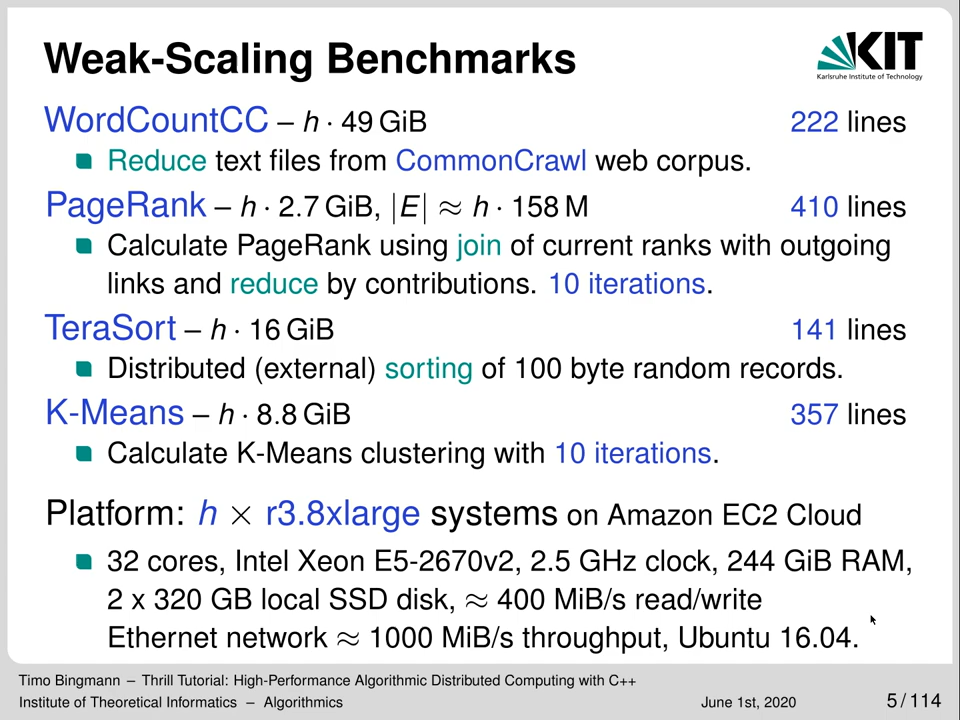 Weak-Scaling Benchmarks
KIT
Karlsruhe Institute of Technology
WordCountCC – h · 49 GiB 222 lines
Reduce text files from CommonCrawl web corpus.
PageRank – h · 2.7 GiB, |E| ≈ h · 158 M 410 lines
Calculate PageRank using join of current ranks with outgoing
links and reduce by contributions. 10 iterations.
TeraSort – h · 16 GiB 141 lines
Distributed (external) sorting of 100 byte random records.
K-Means – h · 8.8 GiB 357 lines
Calculate K-Means clustering with 10 iterations.
Platform: h × r3.8xlarge systems on Amazon EC2 Cloud
32 cores, Intel Xeon E5-2670v2, 2.5 GHz clock, 244 GiB RAM,
2 x 320 GB local SSD disk, ≈ 400 MiB/s read/write
Ethernet network ≈ 1000 MiB/s throughput, Ubuntu 16.04.
Timo Bingmann – Thrill Tutorial: High-Performance Algorithmic Distributed Computing with C++
Institute of Theoretical Informatics – Algorithmics June 1st, 2020 5 / 114